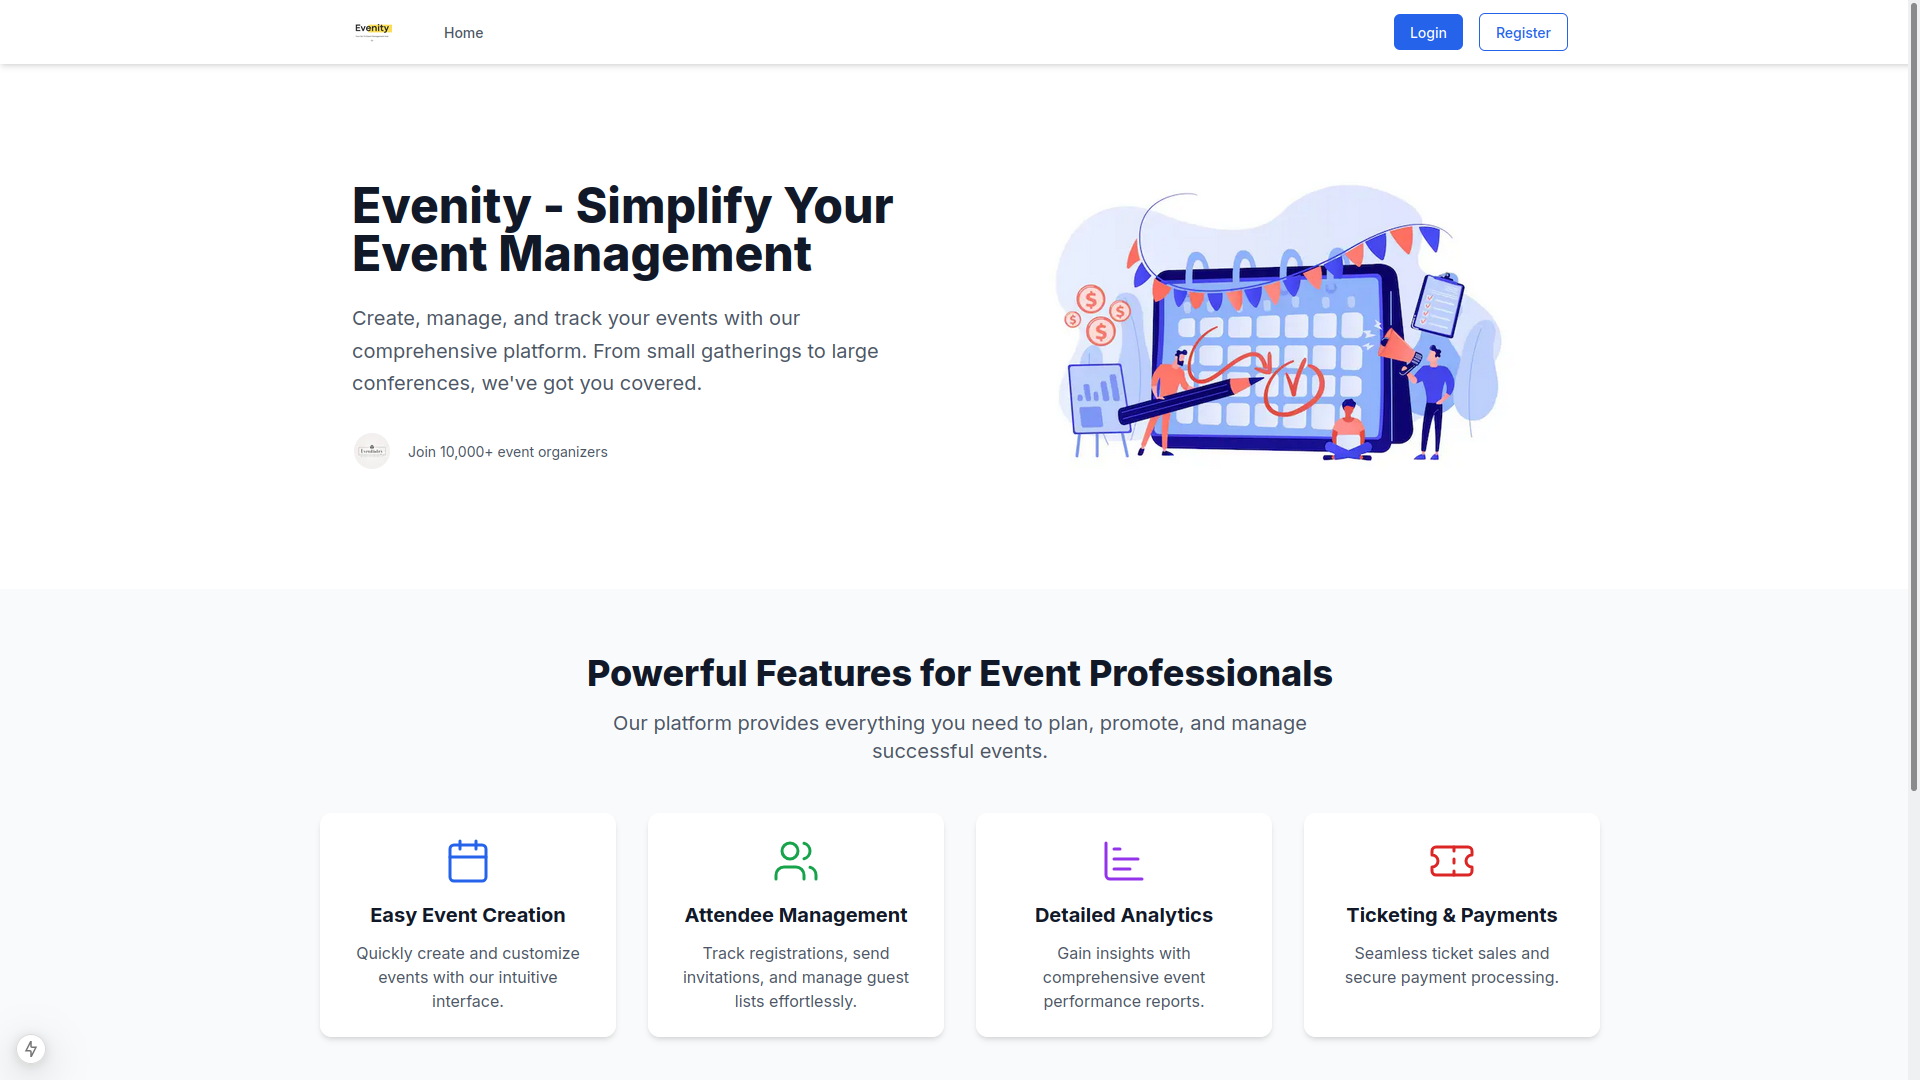 Evenity
Home
Login
Register
Evenity - Simplify Your
Event Management
Create, manage, and track your events with our
comprehensive platform. From small gatherings to large
conferences, we've got you covered.
Join 10,000+ event organizers
Powerful Features for Event Professionals
Our platform provides everything you need to plan, promote, and manage
successful events.
Easy Event Creation
Quickly create and customize
events with our intuitive
interface.
Attendee Management
Track registrations, send
invitations, and manage guest
lists effortlessly.
Detailed Analytics
Gain insights with
comprehensive event
performance reports.
Ticketing & Payments
Seamless ticket sales and
secure payment processing.